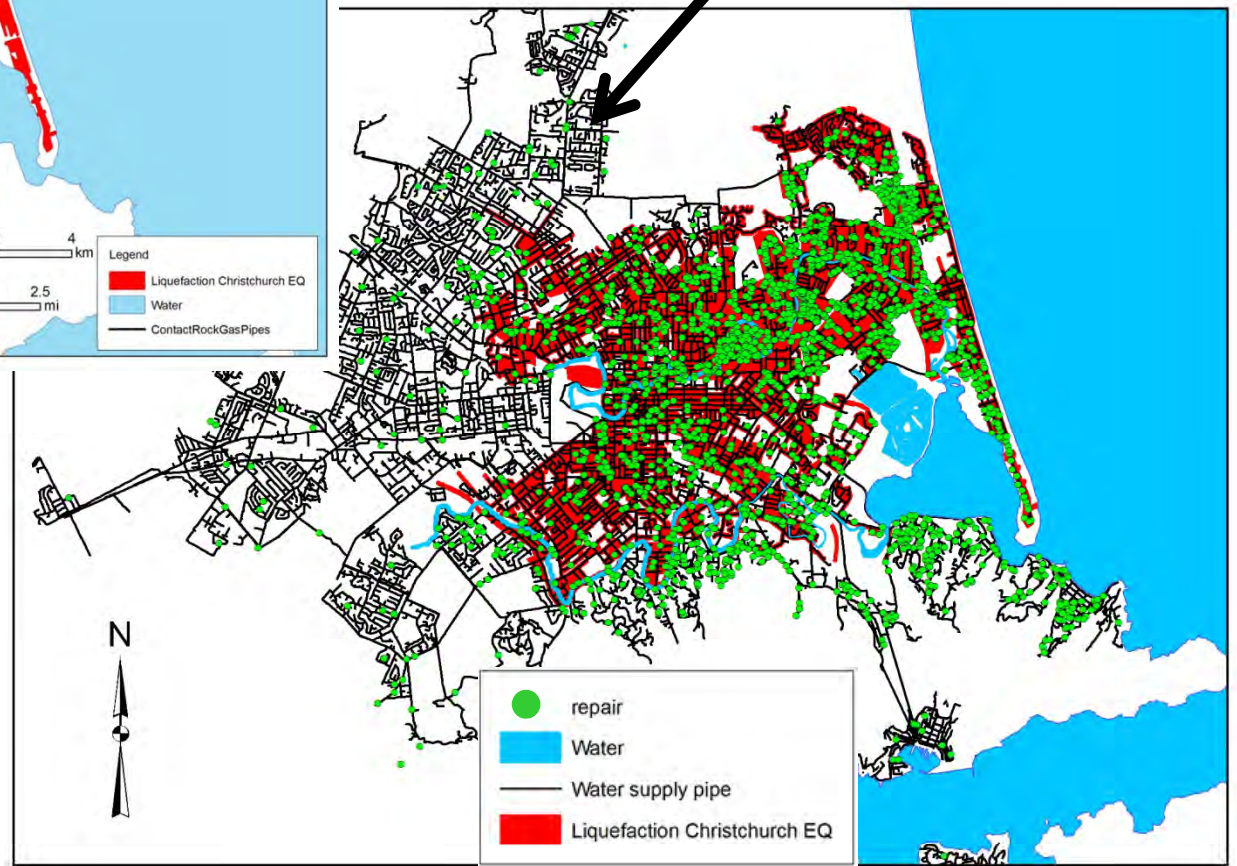 4
km
2.5
mi
Legend
Liquefaction Christchurch EQ
Water
ContactRockGasPipes
N
repair
Water
Water supply pipe
Liquefaction Christchurch EQ